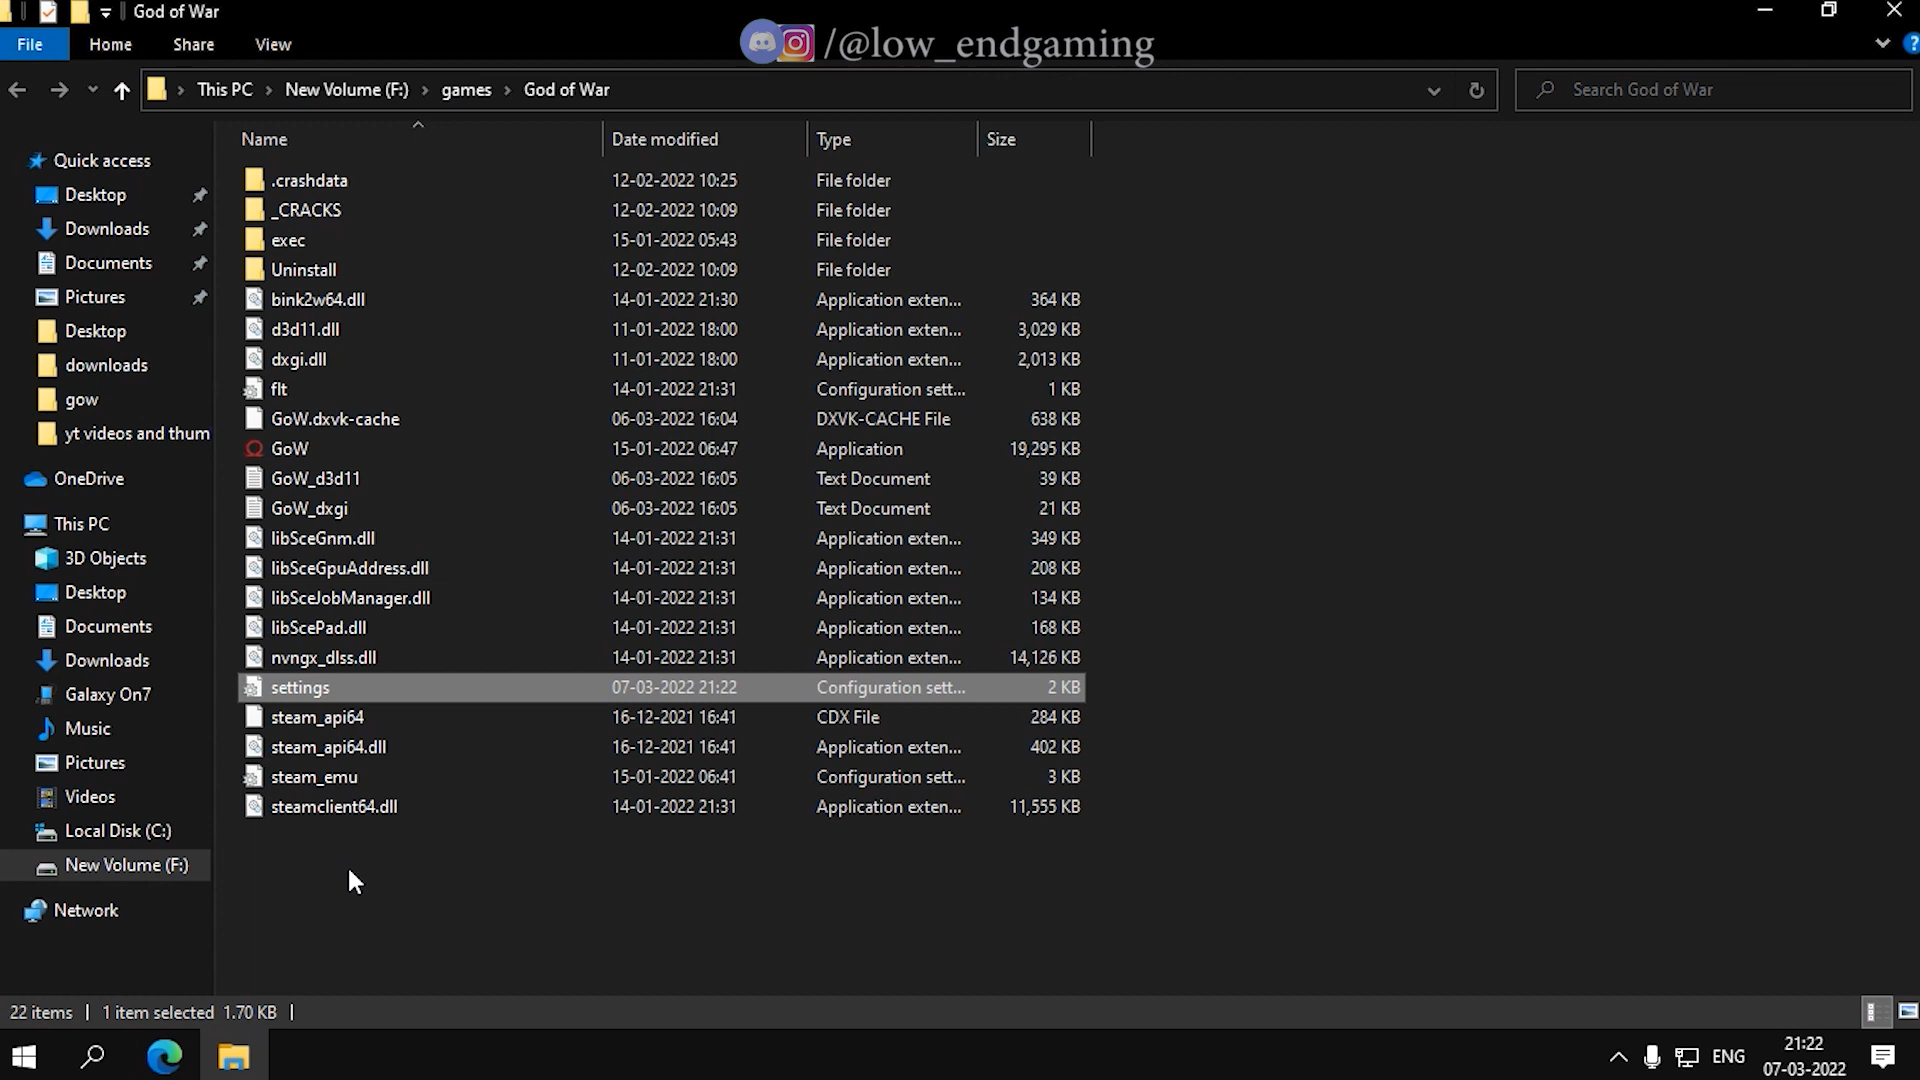 God of War
File Home Share View
/@low_endgaming
This PC > New Volume (F:) > games > God of War
Search God of War
Name Date modified Type Size
Quick access
Desktop
Downloads
Documents
Pictures
Desktop
downloads
gow
yt videos and thum
OneDrive
This PC
3D Objects
Desktop
Documents
Downloads
Galaxy On7
Music
Pictures
Videos
Local Disk (C:)
New Volume (F:)
Network
.crashdata 12-02-2022 10:25 File folder
_CRACKS 12-02-2022 10:09 File folder
exec 15-01-2022 05:43 File folder
Uninstall 12-02-2022 10:09 File folder
bink2w64.dll 14-01-2022 21:30 Application exten... 364 KB
d3d11.dll 11-01-2022 18:00 Application exten... 3,029 KB
dxgi.dll 11-01-2022 18:00 Application exten... 2,013 KB
flt 14-01-2022 21:31 Configuration sett... 1 KB
GoW.dxvk-cache 06-03-2022 16:04 DXVK-CACHE File 638 KB
GoW 15-01-2022 06:47 Application 19,295 KB
GoW_d3d11 06-03-2022 16:05 Text Document 39 KB
GoW_dxgi 06-03-2022 16:05 Text Document 21 KB
libSceGnm.dll 14-01-2022 21:31 Application exten... 349 KB
libSceGpuAddress.dll 14-01-2022 21:31 Application exten... 208 KB
libSceJobManager.dll 14-01-2022 21:31 Application exten... 134 KB
libScePad.dll 14-01-2022 21:31 Application exten... 168 KB
nvngx_dlss.dll 14-01-2022 21:31 Application exten... 14,126 KB
settings 07-03-2022 21:22 Configuration sett... 2 KB
steam_api64 16-12-2021 16:41 CDX File 284 KB
steam_api64.dll 16-12-2021 16:41 Application exten... 402 KB
steam_emu 15-01-2022 06:41 Configuration sett... 3 KB
steamclient64.dll 14-01-2022 21:31 Application exten... 11,555 KB
22 items | 1 item selected 1.70 KB |
ENG
21:22
07-03-2022